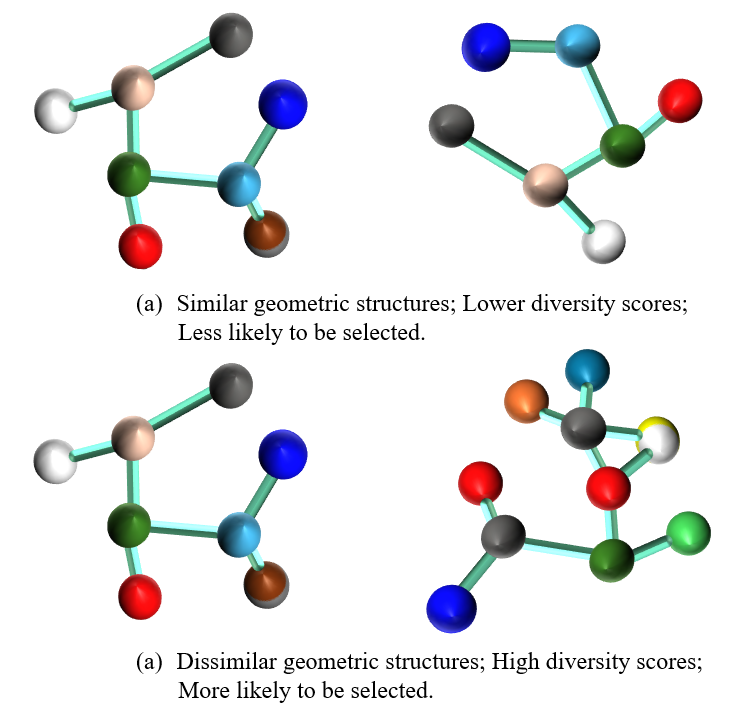 (a) Similar geometric structures; Lower diversity scores;
Less likely to be selected.
(a) Dissimilar geometric structures; High diversity scores;
More likely to be selected.